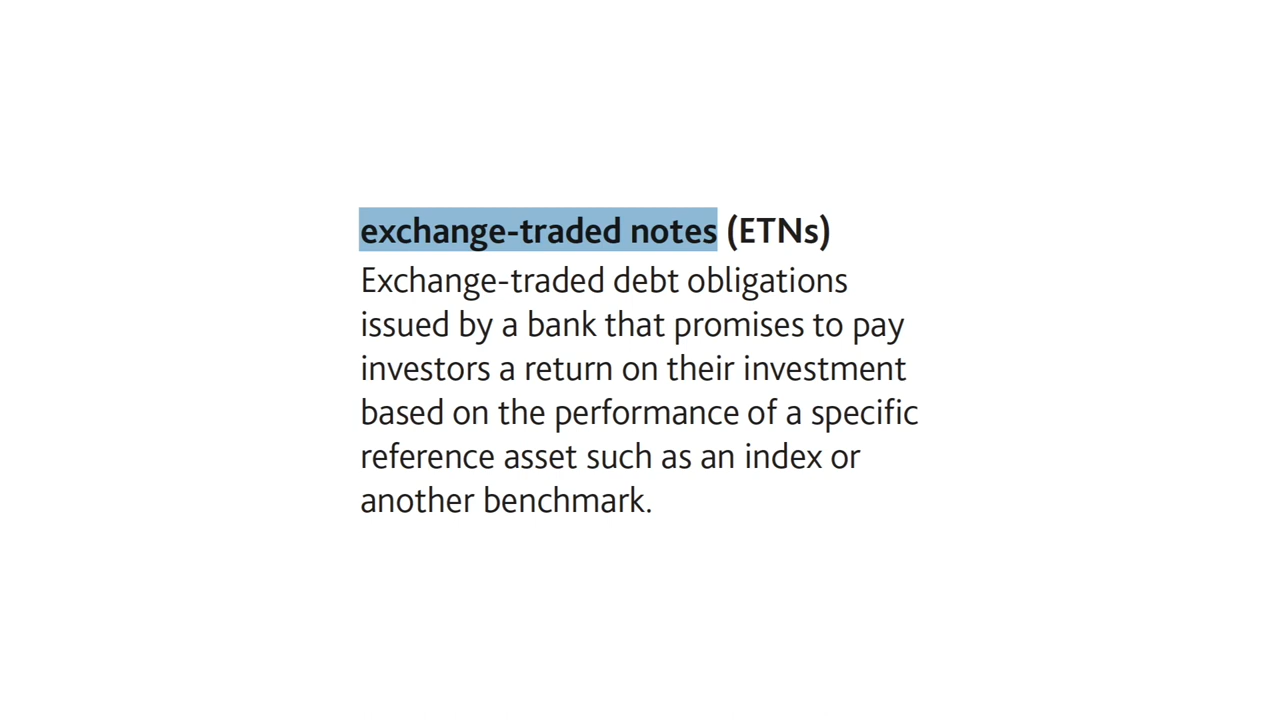 exchange-traded notes (ETNs)
Exchange-traded debt obligations
issued by a bank that promises to pay
investors a return on their investment
based on the performance of a specific
reference asset such as an index or
another benchmark.